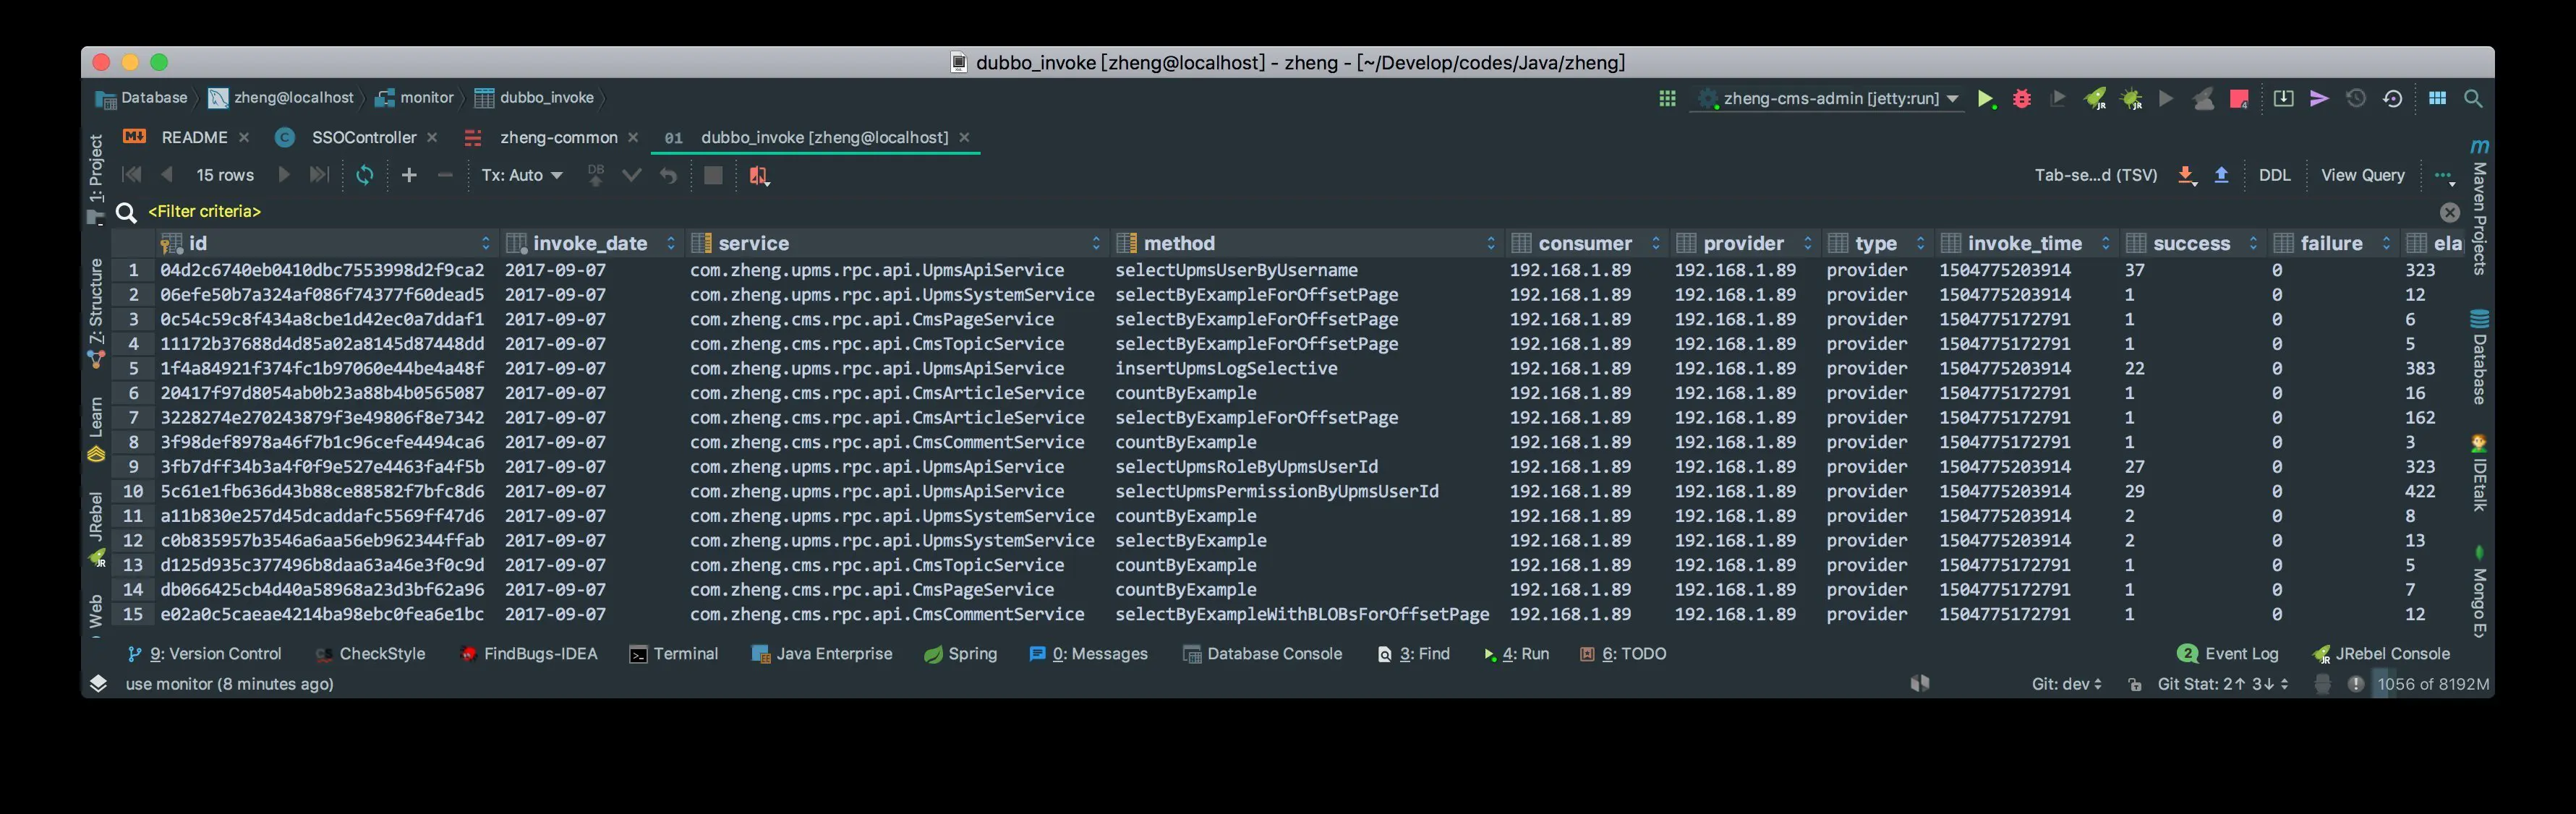 dubbo_invoke [zheng@localhost] - zheng - [~/Develop/codes/Java/zheng]
Database zheng@localhost monitor dubbo_invoke zheng-cms-admin [jetty:run]
README SSOController zheng-common 01 dubbo_invoke [zheng@localhost]
15 rows Tx: Auto DB Tab-se...d (TSV) DDL View Query
<Filter criteria>
id invoke_date service method consumer provider type invoke_time success failure ela
1 04d2c6740eb0410dbc7553998d2f9ca2 2017-09-07 com.zheng.upms.rpc.api.UpmsApiService selectUpmsUserByUsername 192.168.1.89 192.168.1.89 provider 1504775203914 37 0 323
2 06efe50b7a324af086f74377f60dead5 2017-09-07 com.zheng.upms.rpc.api.UpmsSystemService selectByExampleForOffsetPage 192.168.1.89 192.168.1.89 provider 1504775203914 1 0 12
3 0c54c59c8f434a8cbe1d42ec0a7ddaf1 2017-09-07 com.zheng.cms.rpc.api.CmsPageService selectByExampleForOffsetPage 192.168.1.89 192.168.1.89 provider 1504775172791 1 0 6
4 11172b37688d4d85a02a8145d87448dd 2017-09-07 com.zheng.cms.rpc.api.CmsTopicService selectByExampleForOffsetPage 192.168.1.89 192.168.1.89 provider 1504775172791 1 0 5
5 1f4a84921f374fc1b97060e44be4a48f 2017-09-07 com.zheng.upms.rpc.api.UpmsApiService insertUpmsLogSelective 192.168.1.89 192.168.1.89 provider 1504775203914 22 0 383
6 20417f97d8054ab0b23a88b4b0565087 2017-09-07 com.zheng.cms.rpc.api.CmsArticleService countByExample 192.168.1.89 192.168.1.89 provider 1504775172791 1 0 16
7 3228274e270243879f3e49806f8e7342 2017-09-07 com.zheng.cms.rpc.api.CmsArticleService selectByExampleForOffsetPage 192.168.1.89 192.168.1.89 provider 1504775172791 1 0 162
8 3f98def8978a46f7b1c96cefe4494ca6 2017-09-07 com.zheng.cms.rpc.api.CmsCommentService countByExample 192.168.1.89 192.168.1.89 provider 1504775172791 1 0 3
9 3fb7dff34b3a4f0f9e527e4463fa4f5b 2017-09-07 com.zheng.upms.rpc.api.UpmsApiService selectUpmsRoleByUpmsUserId 192.168.1.89 192.168.1.89 provider 1504775203914 27 0 323
10 5c61e1fb636d43b88ce88582f7bfc8d6 2017-09-07 com.zheng.upms.rpc.api.UpmsApiService selectUpmsPermissionByUpmsUserId 192.168.1.89 192.168.1.89 provider 1504775203914 29 0 422
11 a11b830e257d45dcaddafc5569ff47d6 2017-09-07 com.zheng.upms.rpc.api.UpmsSystemService countByExample 192.168.1.89 192.168.1.89 provider 1504775203914 2 0 8
12 c0b835957b3546a6aa56eb962344ffab 2017-09-07 com.zheng.upms.rpc.api.UpmsSystemService selectByExample 192.168.1.89 192.168.1.89 provider 1504775203914 2 0 13
13 d125d935c377496b8daa63a46e3f0c9d 2017-09-07 com.zheng.cms.rpc.api.CmsTopicService countByExample 192.168.1.89 192.168.1.89 provider 1504775172791 1 0 5
14 db066425cb4d40a58968a23d3bf62a96 2017-09-07 com.zheng.cms.rpc.api.CmsPageService countByExample 192.168.1.89 192.168.1.89 provider 1504775172791 1 0 7
15 e02a0c5caeae4214ba98ebc0fea6e1bc 2017-09-07 com.zheng.cms.rpc.api.CmsCommentService selectByExampleWithBLOBsForOffsetPage 192.168.1.89 192.168.1.89 provider 1504775172791 1 0 12
1: Project
Z: Structure
Learn
JRebel
Web
Maven Projects
Database
IDEtalk
Mongo Ex
9: Version Control CheckStyle FindBugs-IDEA Terminal Java Enterprise Spring 0: Messages Database Console 3: Find 4: Run 6: TODO 2 Event Log JRebel Console
use monitor (8 minutes ago) Git: dev Git Stat: 2↑ 3↓ 1056 of 8192M